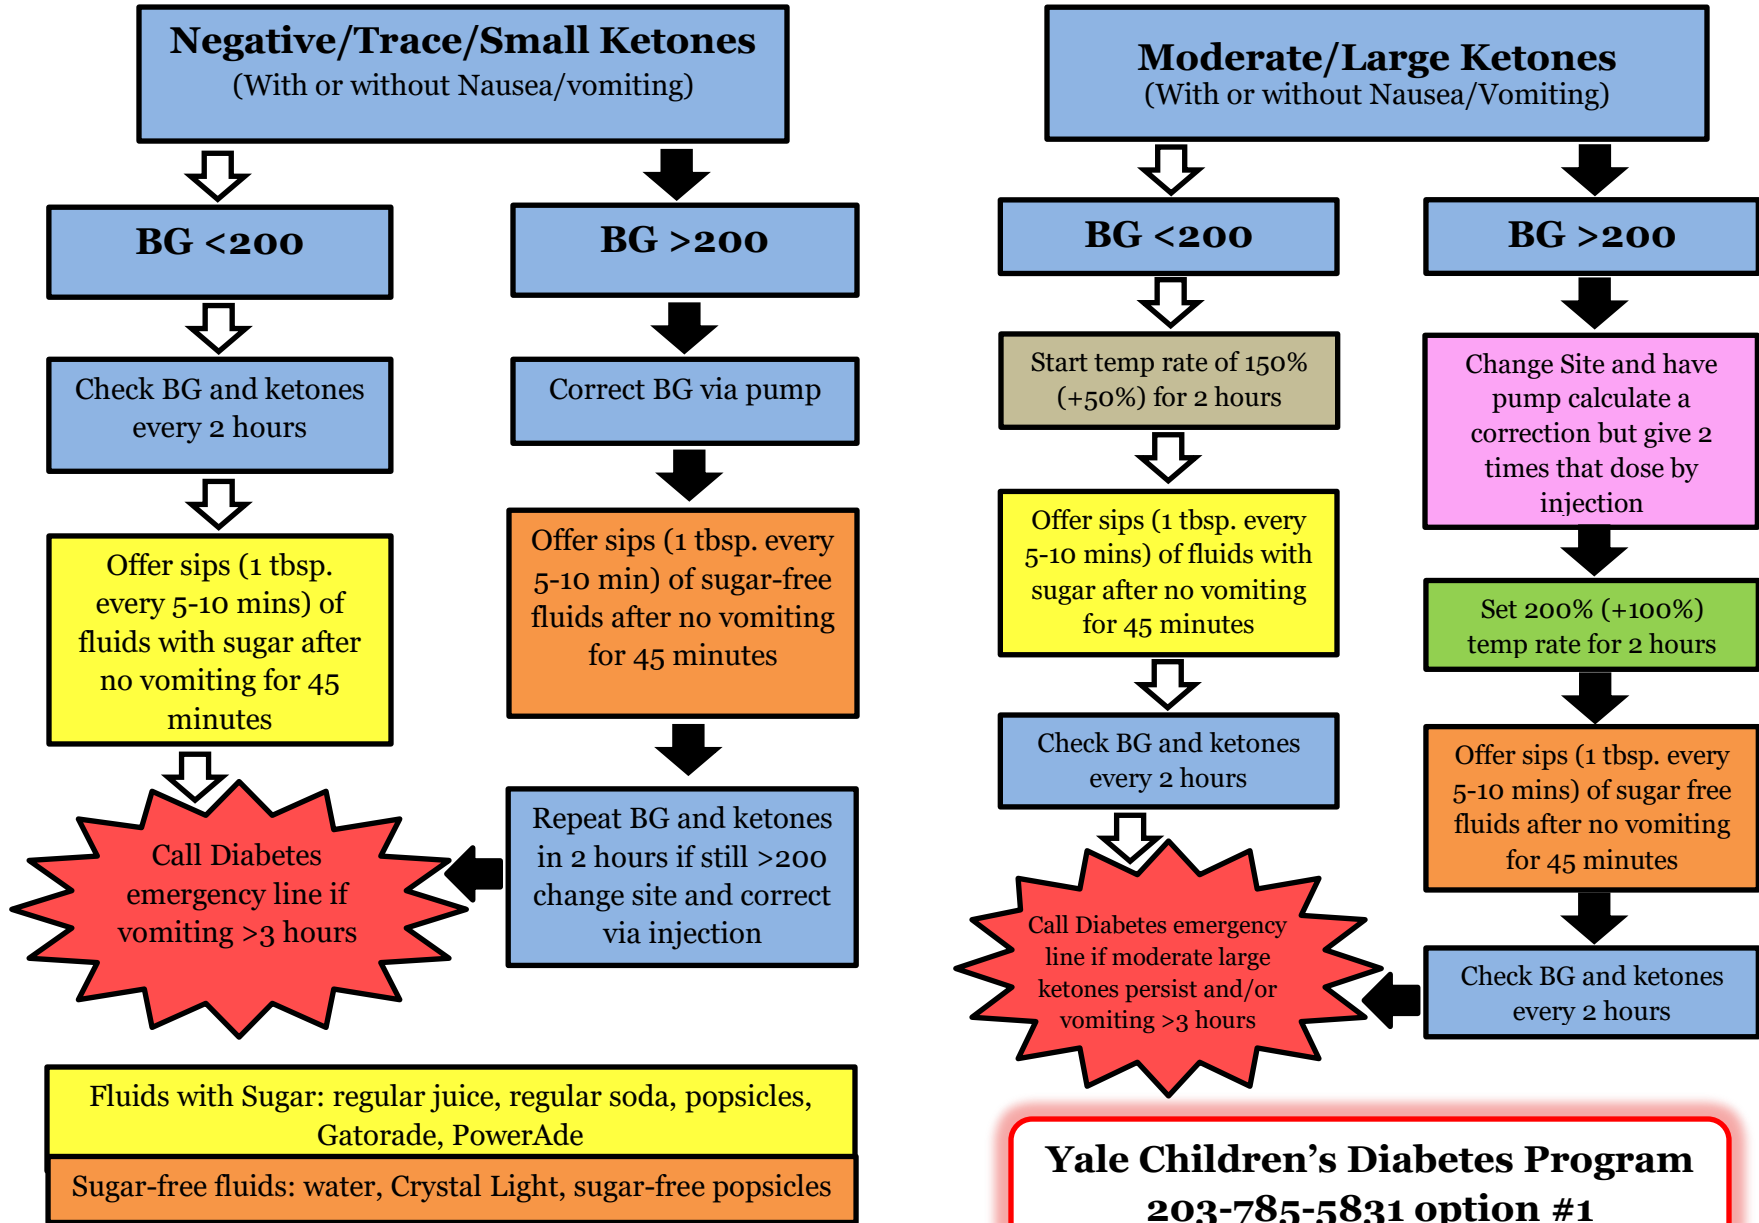 Negative/Trace/Small Ketones
(With or without Nausea/vomiting)
BG <200
Check BG and ketones
every 2 hours
Offer sips (1 tbsp.
every 5-10 mins) of
fluids with sugar after
no vomiting for 45
minutes
BG >200
Correct BG via pump
Offer sips (1 tbsp. every
5-10 min) of sugar-free
fluids after no vomiting
for 45 minutes
Repeat BG and ketones
in 2 hours if still >200
change site and correct
via injection
Call Diabetes
emergency line if
vomiting >3 hours
Fluids with Sugar: regular juice, regular soda, popsicles,
Gatorade, PowerAde
Sugar-free fluids: water, Crystal Light, sugar-free popsicles
Moderate/Large Ketones
(With or without Nausea/Vomiting)
BG <200
Start temp rate of 150%
(+50%) for 2 hours
Offer sips (1 tbsp. every
5-10 mins) of fluids with
sugar after no vomiting
for 45 minutes
Check BG and ketones
every 2 hours
BG >200
Change Site and have
pump calculate a
correction but give 2
times that dose by
injection
Set 200% (+100%)
temp rate for 2 hours
Offer sips (1 tbsp. every
5-10 mins) of sugar free
fluids after no vomiting
for 45 minutes
Check BG and ketones
every 2 hours
Call Diabetes emergency
line if moderate large
ketones persist and/or
vomiting >3 hours
Yale Children's Diabetes Program
203-785-5831 option #1